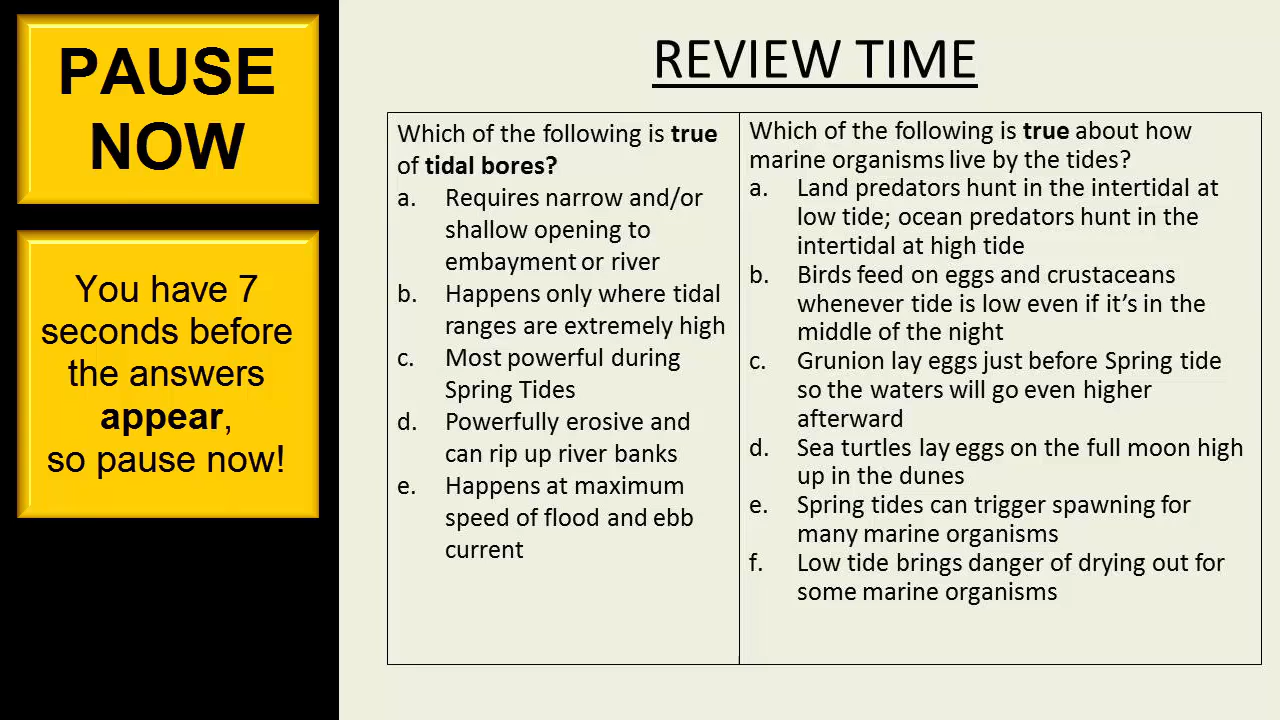 PAUSE
NOW
You have 7
seconds before
the answers
appear,
so pause now!
REVIEW TIME
Which of the following is true
of tidal bores?
a. Requires narrow and/or
shallow opening to
embayment or river
b. Happens only where tidal
ranges are extremely high
c. Most powerful during
Spring Tides
d. Powerfully erosive and
can rip up river banks
e. Happens at maximum
speed of flood and ebb
current
Which of the following is true about how
marine organisms live by the tides?
a. Land predators hunt in the intertidal at
low tide; ocean predators hunt in the
intertidal at high tide
b. Birds feed on eggs and crustaceans
whenever tide is low even if it's in the
middle of the night
c. Grunion lay eggs just before Spring tide
so the waters will go even higher
afterward
d. Sea turtles lay eggs on the full moon high
up in the dunes
e. Spring tides can trigger spawning for
many marine organisms
f. Low tide brings danger of drying out for
some marine organisms